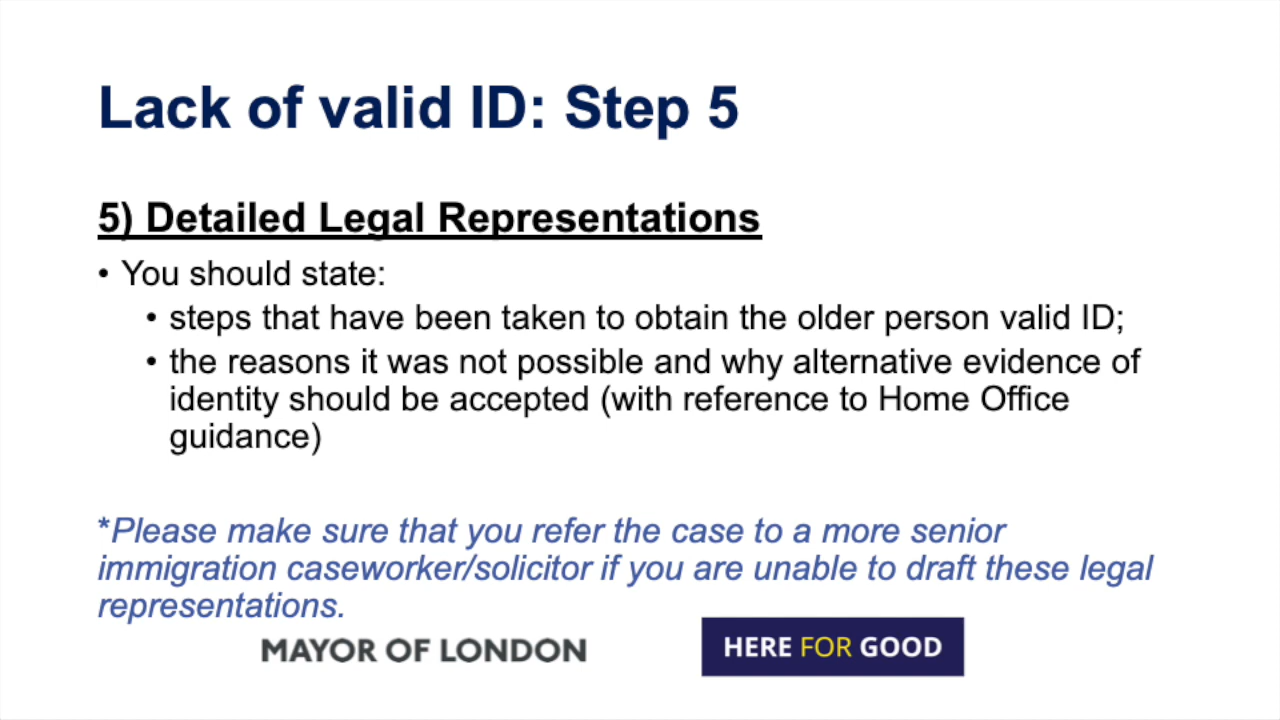 Lack of valid ID: Step 5
5) Detailed Legal Representations
• You should state:
• steps that have been taken to obtain the older person valid ID;
• the reasons it was not possible and why alternative evidence of
identity should be accepted (with reference to Home Office
guidance)
*Please make sure that you refer the case to a more senior
immigration caseworker/solicitor if you are unable to draft these legal
representations.
MAYOR OF LONDON
HERE FOR GOOD